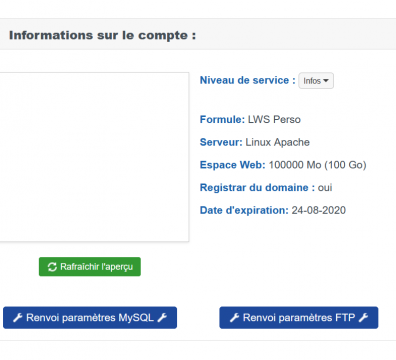 Informations sur le compte :
Niveau de service : Infos
Formule: LWS Perso
Serveur: Linux Apache
Espace Web: 100000 Mo (100 Go)
Registrar du domaine : oui
Date d'expiration: 24-08-2020
Rafraîchir l'aperçu
Renvoi paramètres MySQL
Renvoi paramètres FTP